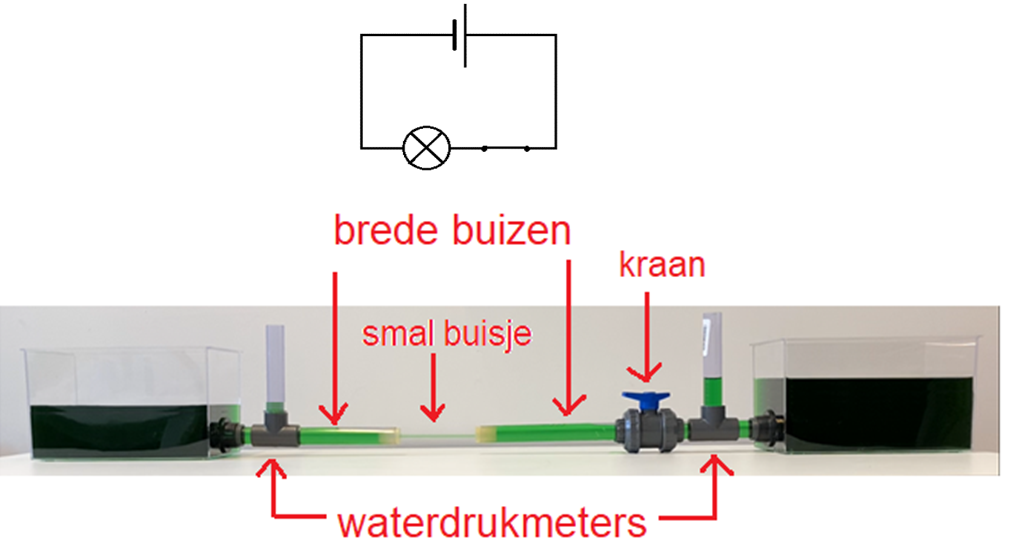 brede buizen
kraan
smal buisje
waterdrukmeters